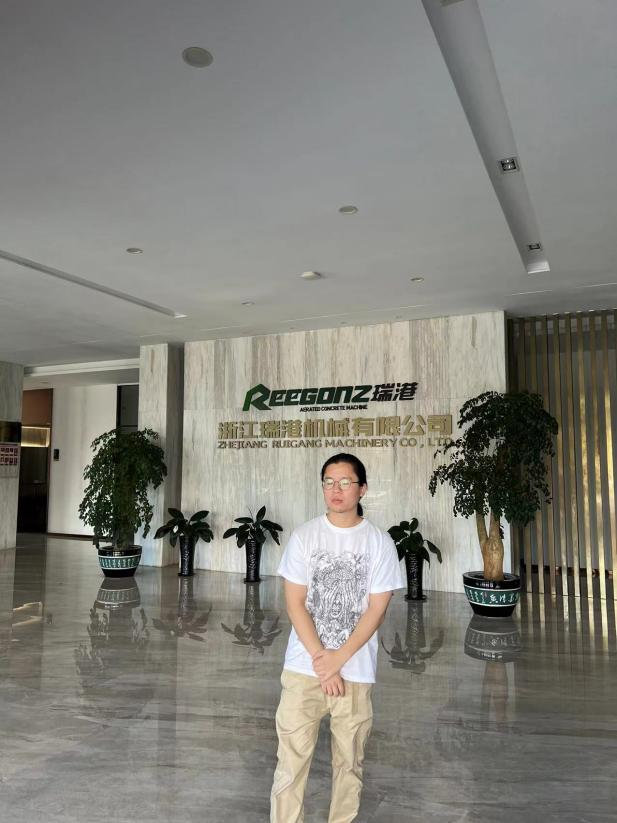 REEGONZ瑞港
AERATED CONCRETE MACHINE
浙江瑞港机械有限公司
ZHEJIANG RUIGANG MACHINERY CO., LTD